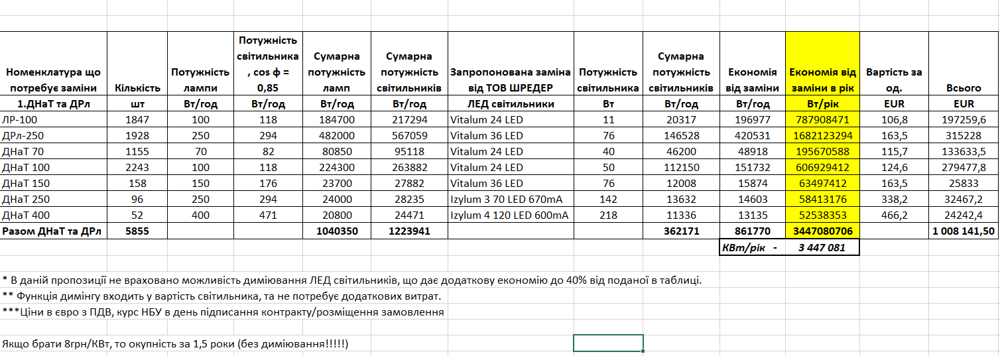 Номенклатура що потребує заміни | Кількість | Потужність лампи | Потужність світильника, cos ф = 0,85 | Сумарна потужність ламп | Сумарна потужність світильників | Запропонована заміна від ТОВ ШРЕДЕР | Потужність світильника | Сумарна потужність світильників | Економія від заміни | Економія від заміни в рік | Вартість за од. | Всього
1.ДНаТ та ДРл | шт | Вт/год | Вт/год | Вт/год | Вт/год | ЛЕД світильники | Вт | Вт/год | Вт/год | Вт/рік | EUR | EUR
ЛР-100 | 1847 | 100 | 118 | 184700 | 217294 | Vitalum 24 LED | 11 | 20317 | 196977 | 787908471 | 106,8 | 197259,6
ДРл-250 | 1928 | 250 | 294 | 482000 | 567059 | Vitalum 36 LED | 76 | 146528 | 420531 | 1682123294 | 163,5 | 315228
ДНаТ 70 | 1155 | 70 | 82 | 80850 | 95118 | Vitalum 24 LED | 40 | 46200 | 48918 | 195670588 | 115,7 | 133633,5
ДНаТ 100 | 2243 | 100 | 118 | 224300 | 263882 | Vitalum 24 LED | 50 | 112150 | 151732 | 606929412 | 124,6 | 279477,8
ДНаТ 150 | 158 | 150 | 176 | 23700 | 27882 | Vitalum 36 LED | 76 | 12008 | 15874 | 63497412 | 163,5 | 25833
ДНаТ 250 | 96 | 250 | 294 | 24000 | 28235 | Izylum 3 70 LED 670mA | 142 | 13632 | 14603 | 58413176 | 338,2 | 32467,2
ДНаТ 400 | 52 | 400 | 471 | 20800 | 24471 | Izylum 4 120 LED 600mA | 218 | 11336 | 13135 | 52538353 | 466,2 | 24242,4
Разом ДНаТ та ДРл | 5855 | 1040350 | 1223941 | 362171 | 861770 | 3447080706 | 1 008 141,50
КВт/рік - 3 447 081
* В даній пропозиції не враховано можливість диміювання ЛЕД світильників, що дає додаткову економію до 40% від поданої в таблиці.
** Функція димінгу входить у вартість світильника, та не потребує додаткових витрат.
***Ціни в євро з ПДВ, курс НБУ в день підписання контракту/розміщення замовлення
Якщо брати 8грн/КВт, то окупність за 1,5 роки (без диміювання!!!!!)